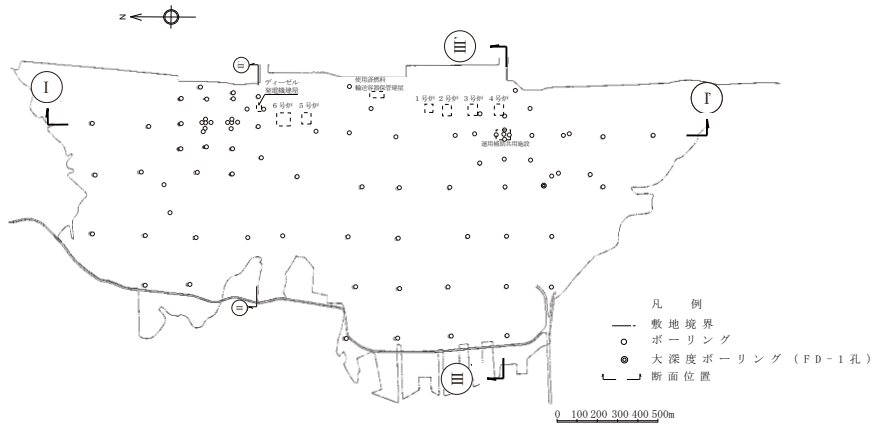 N
Ⅲ
Ⅱ
ディーゼル
発電機建屋
使用済燃料
輸送容器保管建屋
Ⅰ
Ⅰ'
6号炉
5号炉
1号炉
2号炉
3号炉
4号炉
運用補助共用施設
Ⅱ
Ⅲ
凡 例
敷地境界
ボーリング
大深度ボーリング (FD-1孔)
断面位置
0 100 200 300 400 500m